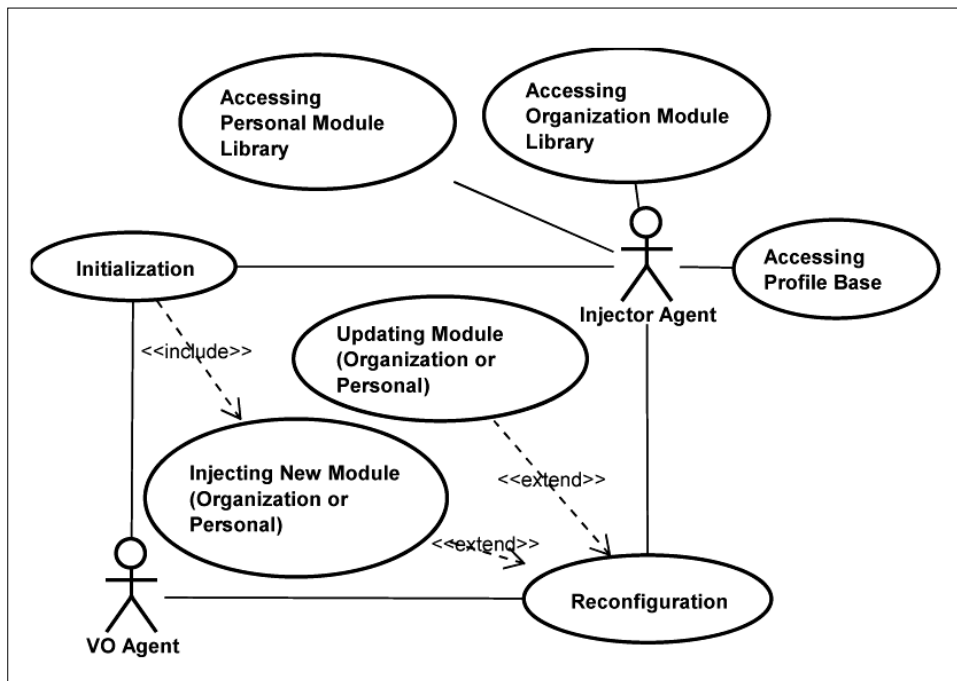 Accessing
Personal Module
Library
Accessing
Organization Module
Library
Initialization
Accessing
Profile Base
Injector Agent
<<include>>
Updating Module
(Organization or
Personal)
Injecting New Module
(Organization or
Personal)
<<extend>>
<<extend>>
Reconfiguration
VO Agent